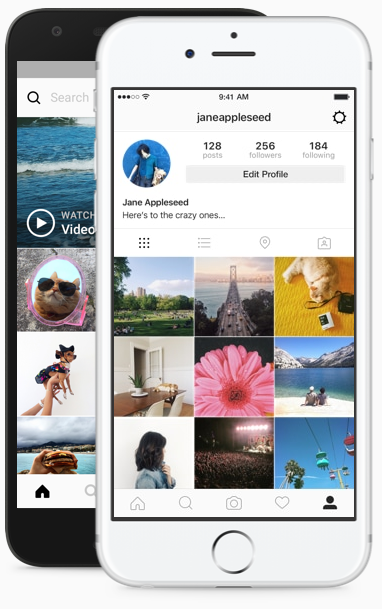 Search
WATCH
Video
9:41 AM
janeappleseed
128 256 184
posts followers following
Edit Profile
Jane Appleseed
Here's to the crazy ones...